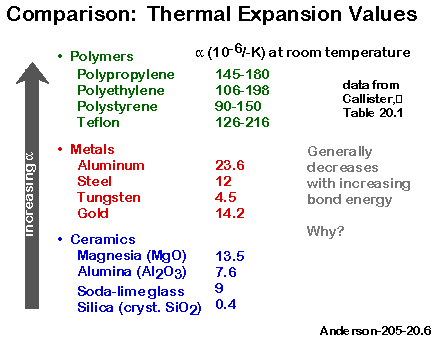 Comparison: Thermal Expansion Values
α (10-6/-K) at room temperature
increasing α
• Polymers
Polypropylene 145-180
Polyethylene 106-198
Polystyrene 90-150
Teflon 126-216
data from
Callister,▯
Table 20.1
• Metals
Aluminum 23.6
Steel 12
Tungsten 4.5
Gold 14.2
Generally
decreases
with increasing
bond energy
Why?
• Ceramics
Magnesia (MgO) 13.5
Alumina (Al2O3) 7.6
Soda-lime glass 9
Silica (cryst. SiO2) 0.4
Anderson-205-20.6